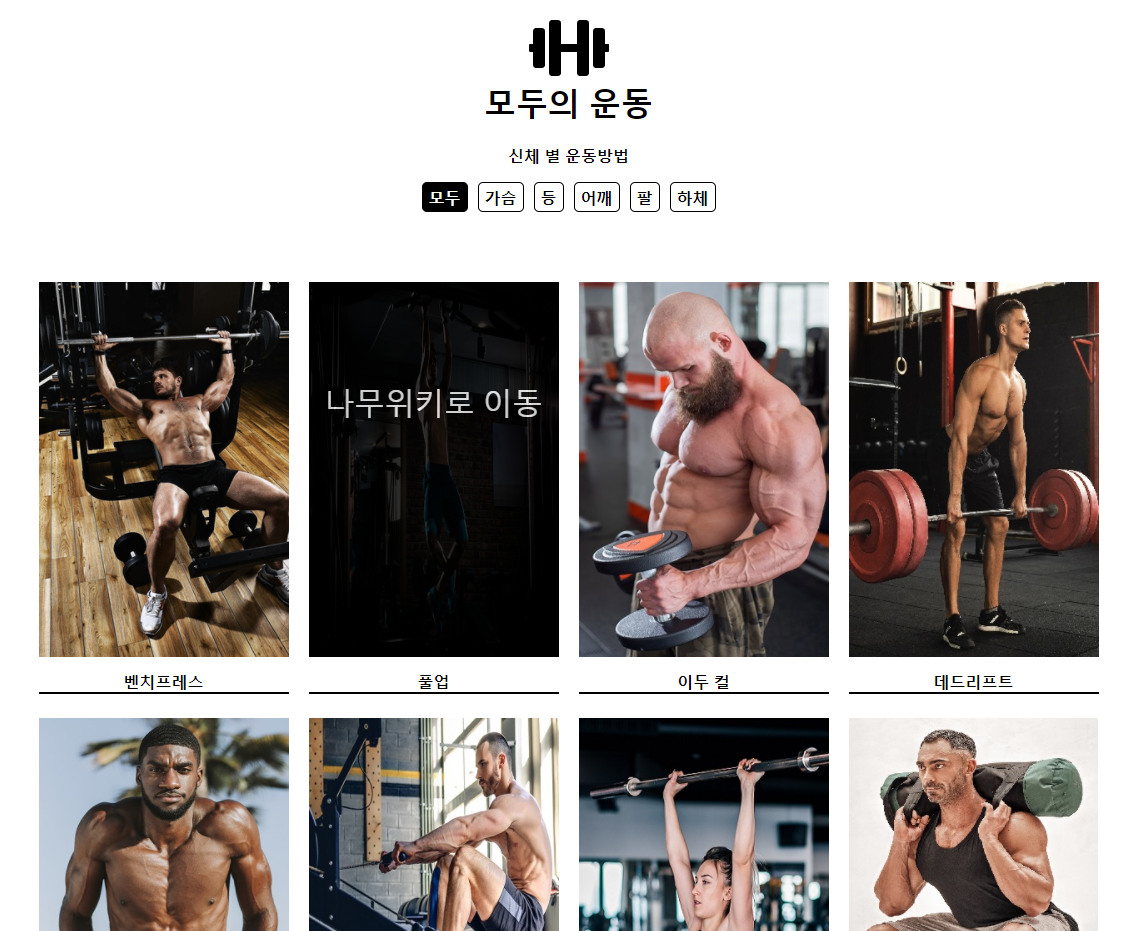 모두의 운동
신체 별 운동방법
모두 가슴 등 어깨 팔 하체
나무위키로 이동
벤치프레스 풀업 이두 컬 데드리프트